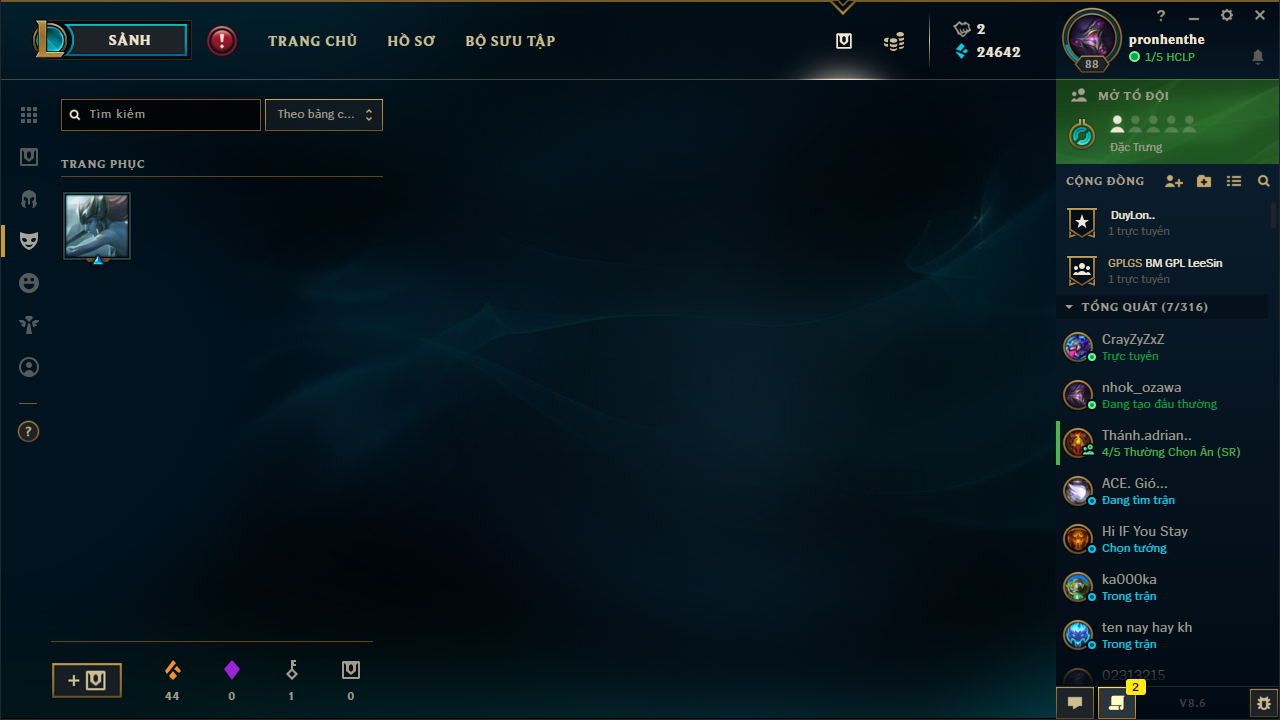 SẢNH
TRANG CHỦ
HỒ SƠ
BỘ SƯU TẬP
2
24642
?
88
pronhenthe
1/5 HCLP
MỞ TỔ ĐỘI
Đặc Trưng
CỘNG ĐỒNG
DuyLon..
1 trực tuyến
GPLGS BM GPL LeeSin
1 trực tuyến
TỔNG QUÁT (7/316)
CrayZyZxZ
Trực tuyến
nhok_ozawa
Đang tạo đấu thường
Thánh.adrian..
4/5 Thường Chọn Ẩn (SR)
ACE. Gió...
Đang tìm trận
Hi IF You Stay
Chọn tướng
ka000ka
Trong trận
ten nay hay kh
Trong trận
02313215
2
V8.6
Tìm kiếm
Theo bảng c...
TRANG PHỤC
?
+
44
0
1
0